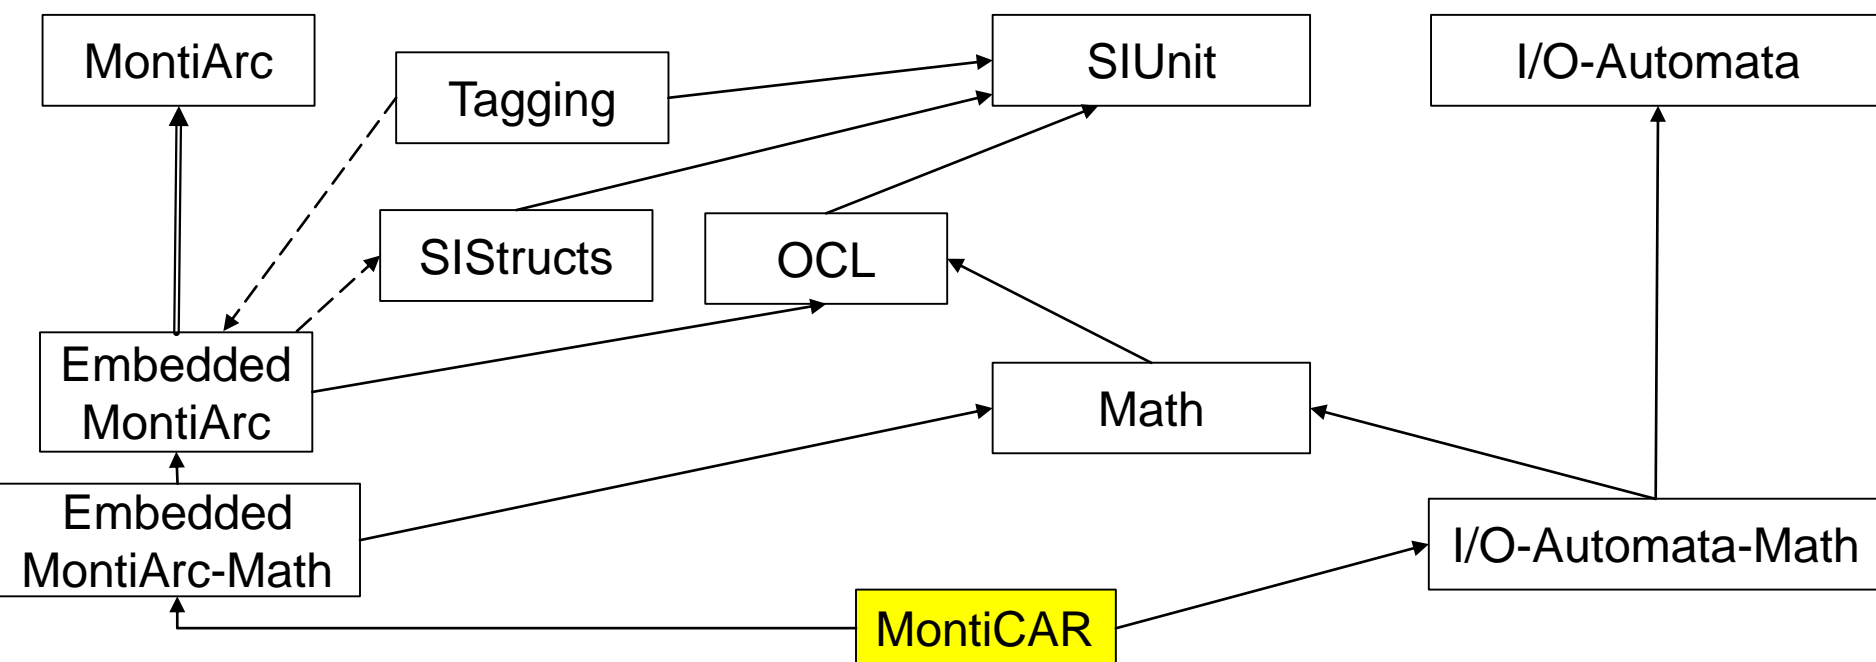 MontiArc
Tagging
SIUnit
I/O-Automata
SIStructs
OCL
Embedded
MontiArc
Math
Embedded
MontiArc-Math
I/O-Automata-Math
MontiCAR